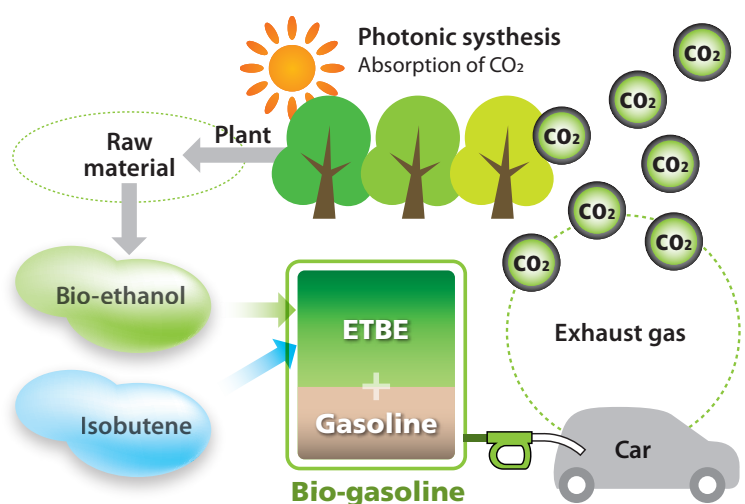 Photonic systhesis
Absorption of CO₂
CO₂
CO₂
CO₂
CO₂
CO₂
CO₂
CO₂
Plant
Raw
material
Bio-ethanol
Isobutene
ETBE
+
Gasoline
Bio-gasoline
Exhaust gas
Car